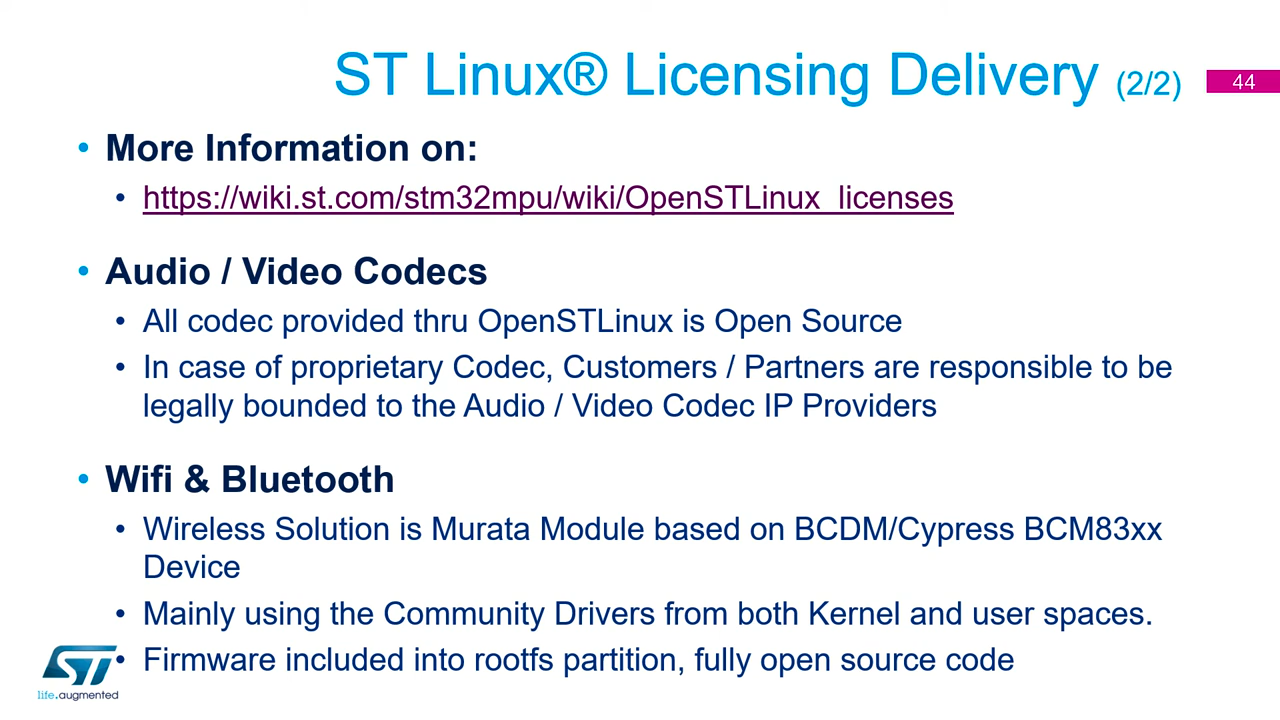 ST Linux® Licensing Delivery (2/2)
44
• More Information on:
• https://wiki.st.com/stm32mpu/wiki/OpenSTLinux_licenses
• Audio / Video Codecs
• All codec provided thru OpenSTLinux is Open Source
• In case of proprietary Codec, Customers / Partners are responsible to be
legally bounded to the Audio / Video Codec IP Providers
• Wifi & Bluetooth
• Wireless Solution is Murata Module based on BCDM/Cypress BCM83xx
Device
• Mainly using the Community Drivers from both Kernel and user spaces.
• Firmware included into rootfs partition, fully open source code
ST
life.augmented